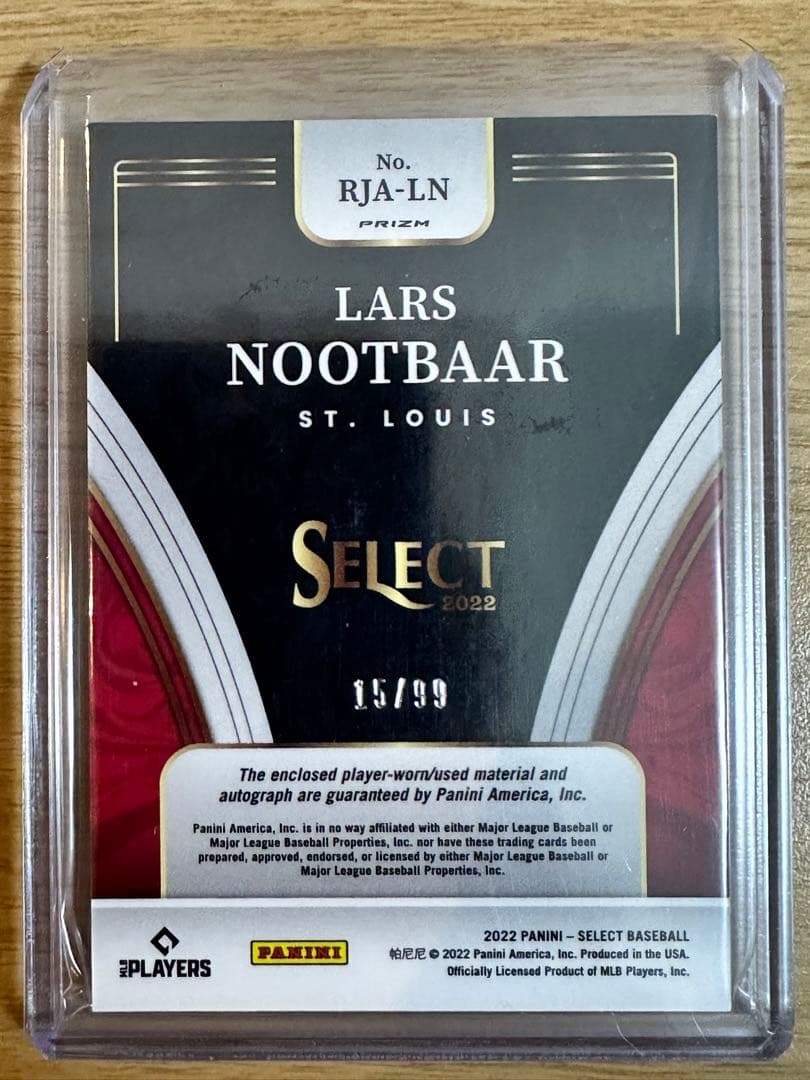 No.
RJA-LN
PRIZM
LARS
NOOTBAAR
ST. LOUIS
SELECT
2022
15/99
The enclosed player-worn/used material and
autograph are guaranteed by Panini America, Inc.
Panini America, Inc. is in no way affiliated with either Major League Baseball or
Major League Baseball Properties, Inc. nor have these trading cards been
prepared, approved, endorsed, or licensed by either Major League Baseball or
Major League Baseball Properties, Inc.
MLB PLAYERS
PANINI
2022 PANINI – SELECT BASEBALL
帕尼尼 © 2022 Panini America, Inc. Produced in the USA.
Officially Licensed Product of MLB Players, Inc.